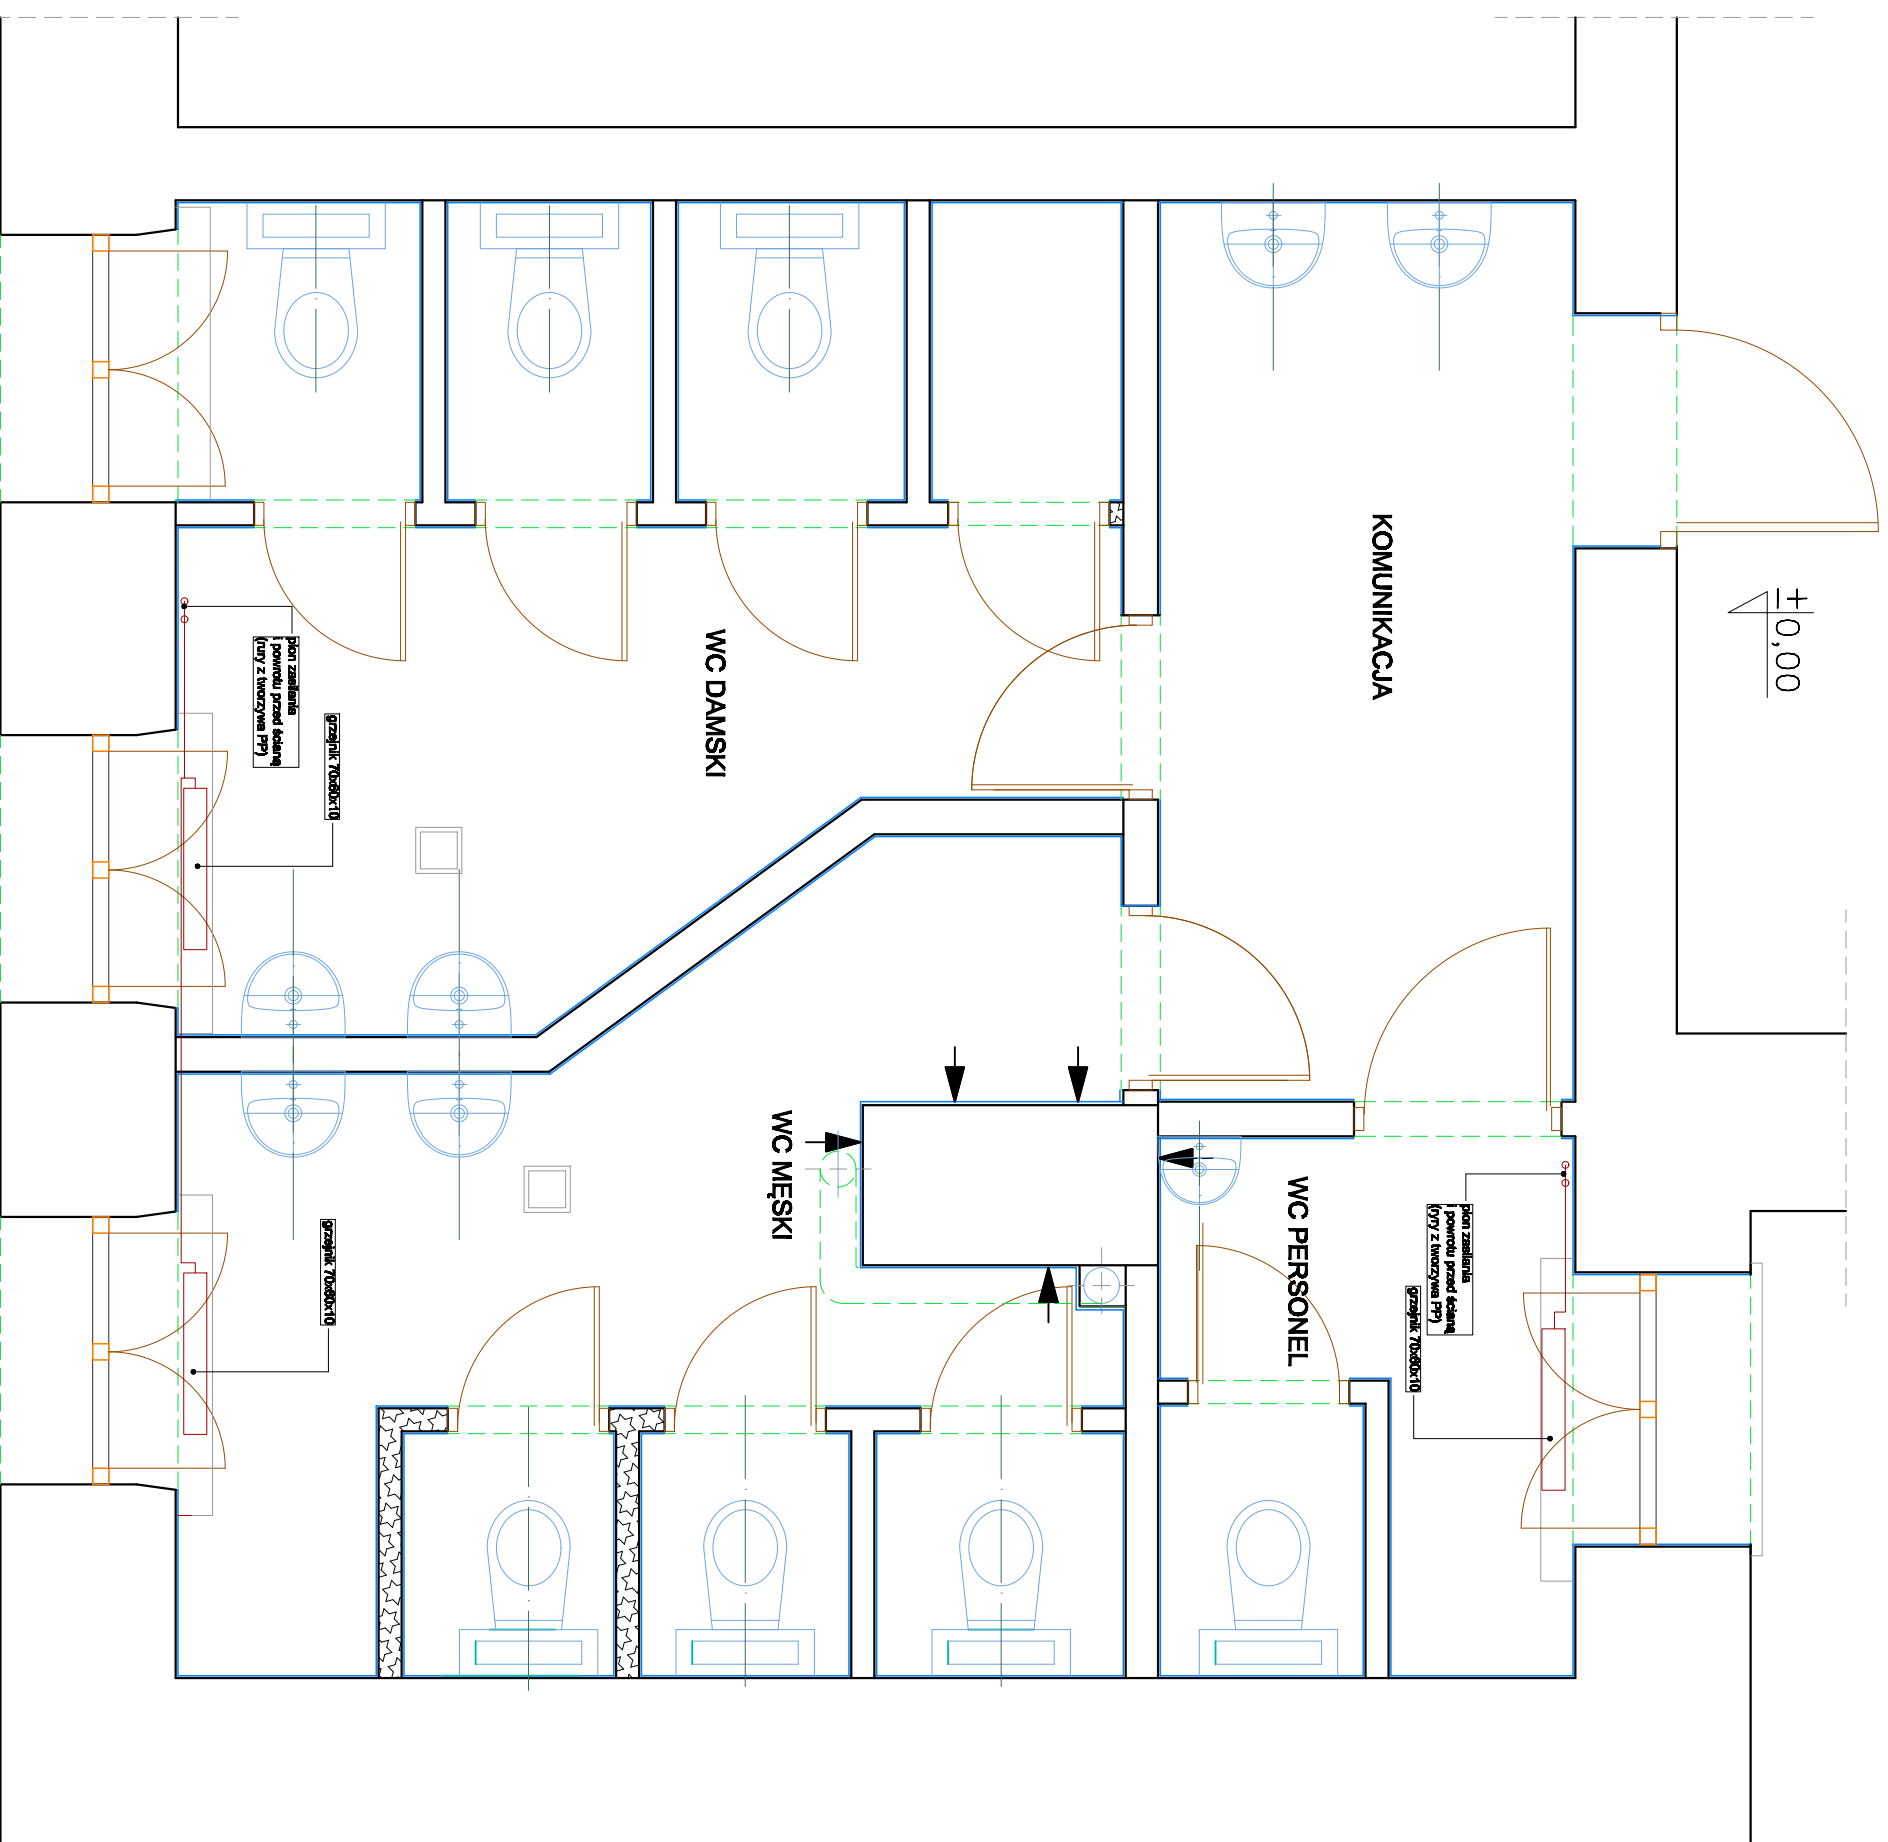 ±0,00
pion zasilania
i powrotu przed ścianą
(ryry z tworzywa PP)
grzejnik 70x60x10
KOMUNIKACJA
WC PERSONEL
WC MĘSKI
WC DAMSKI
grzejnik 70x60x10
grzejnik 70x60x10
pion zasilania
i powrotu przed ścianą
(rury z tworzywa PP)